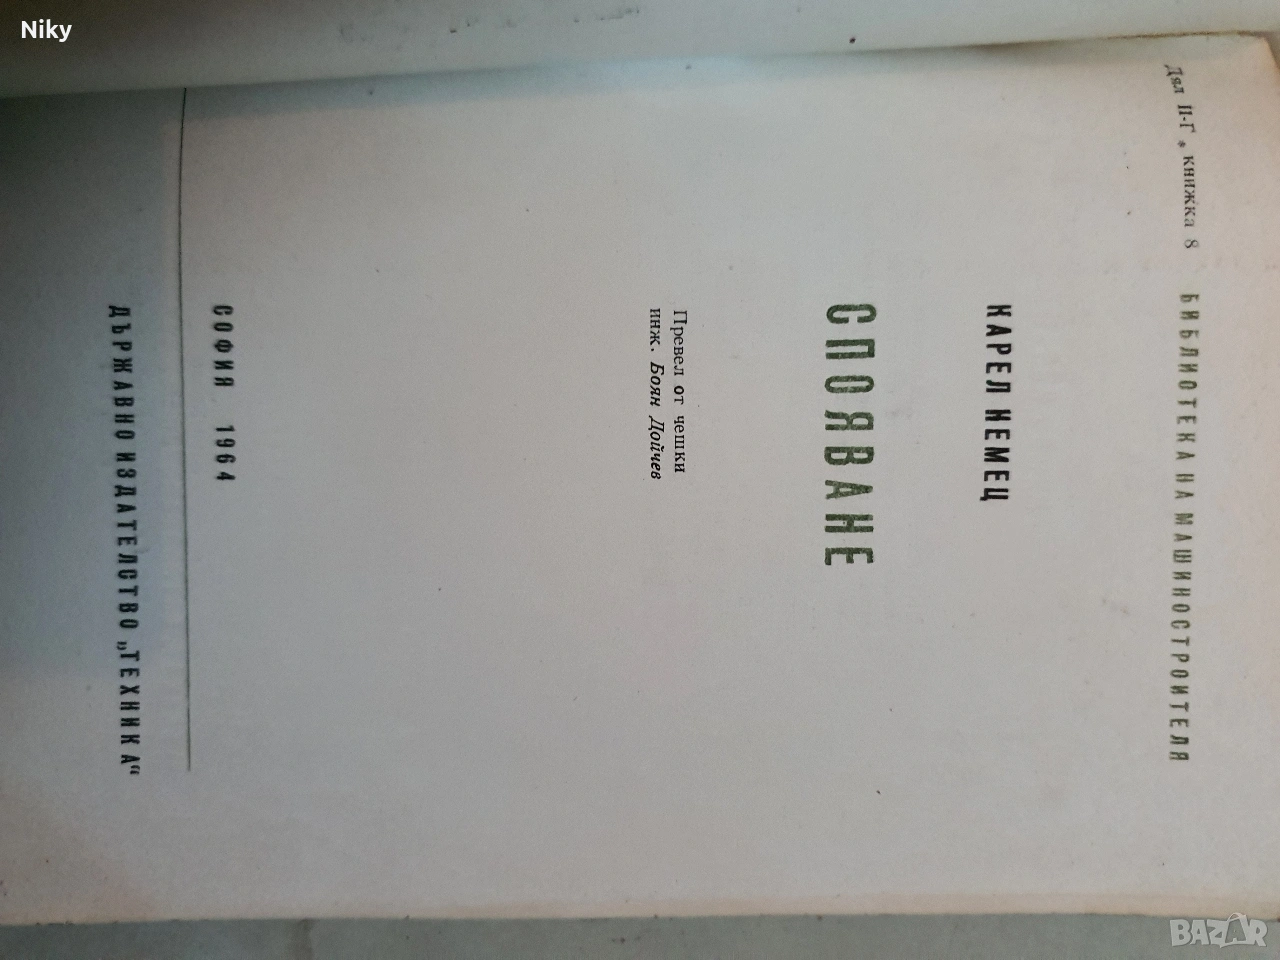 Niky
Дял II-Г * книжка 8 БИБЛИОТЕКА НА МАШИНОСТРОИТЕЛЯ
КАРЕЛ НЕМЕЦ
СПОЯВАНЕ
Превел от чешки
инж. Боян Дойчев
СОФИЯ 1964
ДЪРЖАВНО ИЗДАТЕЛСТВО „ТЕХНИКА“
BAZAR